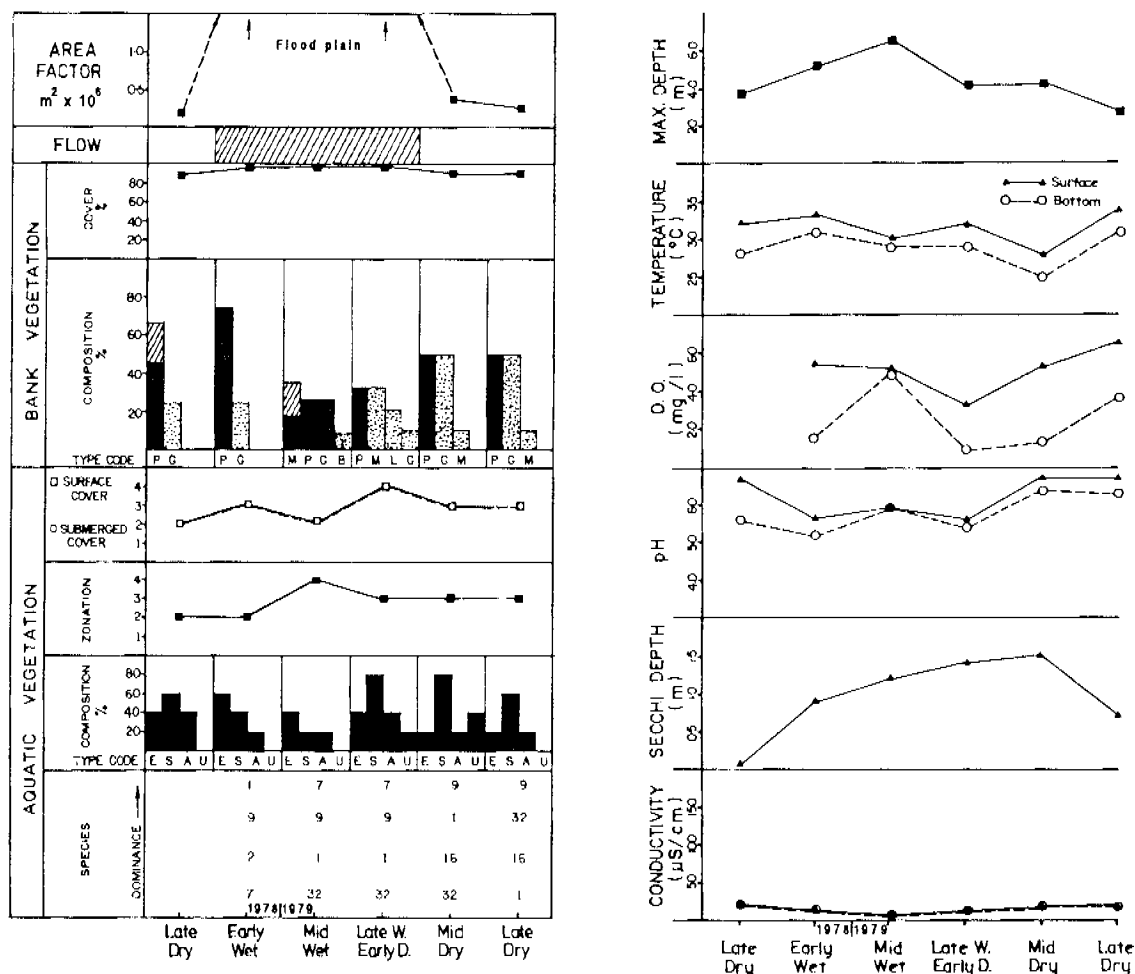 AREA
FACTOR
m² x 10⁶
1.0
0.5
Flood plain
FLOW
BANK VEGETATION
COVER
%
80
60
40
20
COMPOSITION
%
80
60
40
20
TYPE CODE
P G
P G
M P G B
P M L G
P G M
P G M
AQUATIC VEGETATION
□ SURFACE
COVER
○ SUBMERGED
COVER
4
3
2
1
ZONATION
4
3
2
1
COMPOSITION
%
80
60
40
20
TYPE CODE
E S A U
E S A U
E S A U
E S A U
E S A U
E S A U
SPECIES
DOMINANCE
1 7 7 9 9
9 9 9 1 32
2 1 1 16 16
7 32 32 32 1
1978 1979
Late
Dry
Early
Wet
Mid
Wet
Late W.
Early D.
Mid
Dry
Late
Dry
MAX. DEPTH
(m)
6.0
4.0
2.0
TEMPERATURE
(°C)
35
30
25
Surface
Bottom
D.O.
(mg/l)
6.0
4.0
2.0
pH
6.0
4.0
SECCHI DEPTH
(m)
1.5
1.0
0.5
CONDUCTIVITY
(µS/cm)
150
100
50
1978 1979
Late
Dry
Early
Wet
Mid
Wet
Late W.
Early D.
Mid
Dry
Late
Dry